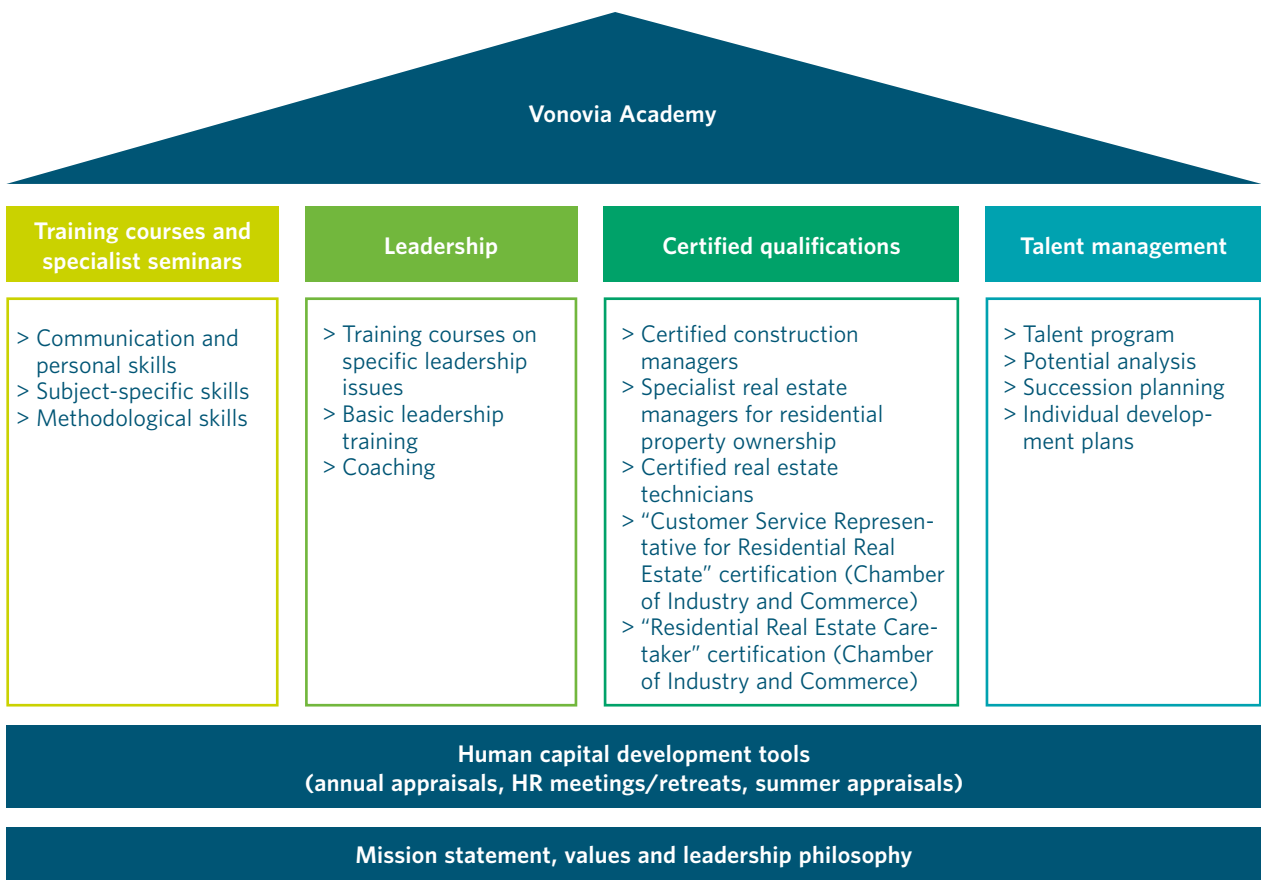 Vonovia Academy
Training courses and
specialist seminars
> Communication and
personal skills
> Subject-specific skills
> Methodological skills
Leadership
> Training courses on
specific leadership
issues
> Basic leadership
training
> Coaching
Certified qualifications
> Certified construction
managers
> Specialist real estate
managers for residential
property ownership
> Certified real estate
technicians
> “Customer Service Represen-
tative for Residential Real
Estate” certification (Chamber
of Industry and Commerce)
> “Residential Real Estate Care-
taker” certification (Chamber
of Industry and Commerce)
Talent management
> Talent program
> Potential analysis
> Succession planning
> Individual develop-
ment plans
Human capital development tools
(annual appraisals, HR meetings/retreats, summer appraisals)
Mission statement, values and leadership philosophy